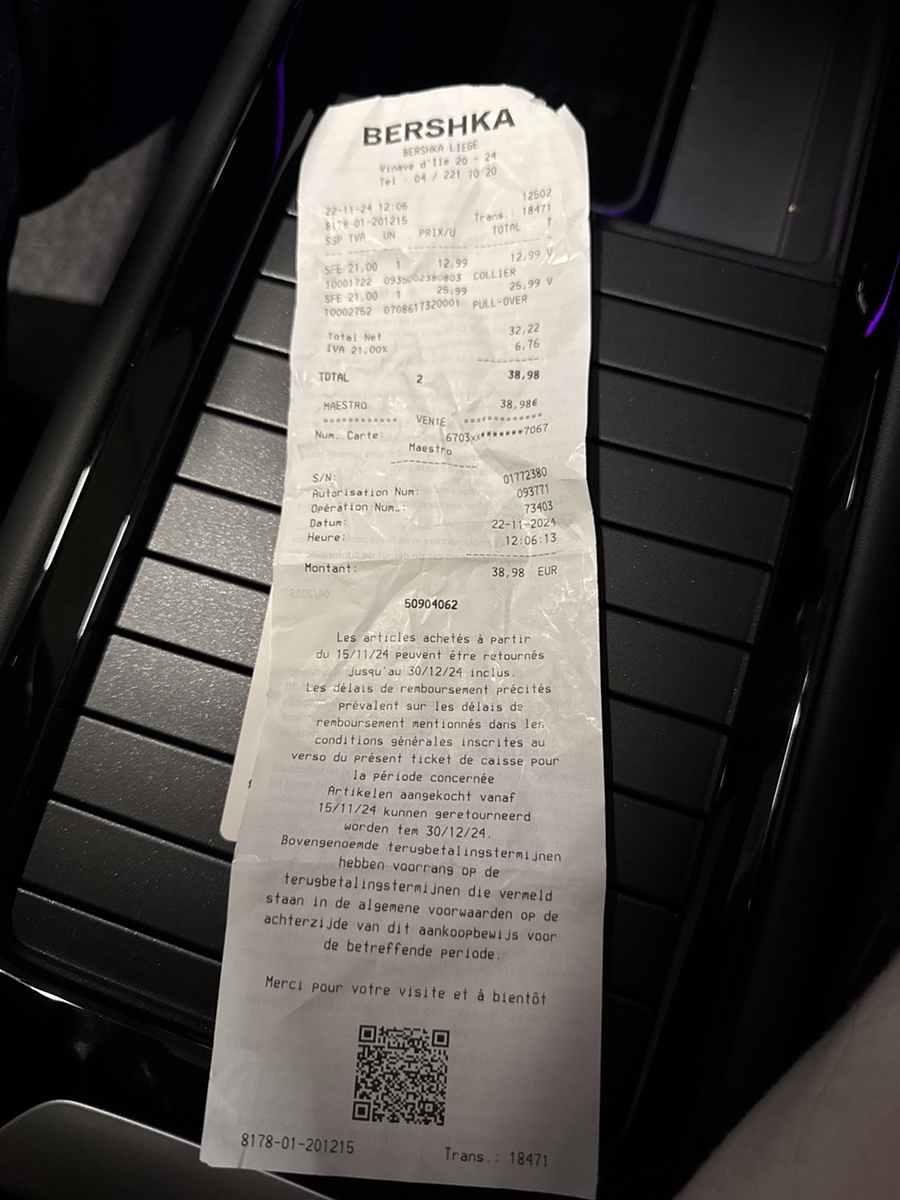 BERSHKA
BERSHKA LIEGE
Vinave d'Ile 20 - 24
Tel : 04 / 221 70 20
12502
22-11-24 12:06
8178-01-201215 Trans.: 18471
SSP TVA UN PRIX/U TOTAL T
SFE 21,00 1 12,99 12,99 V
10001722 0935002380803 COLLIER
SFE 21,00 1 25,99 25,99 V
10002752 0708617320001 PULL-OVER
Total Net 32,22
IVA 21,00% 6,76
TOTAL 2 38,98
MAESTRO 38,98€
************ VENTE ************
Num. Carte: 6703xx*******7067
Maestro
S/N: 01772380
Autorisation Num: 093771
Opération Num.: 73403
Datum: 22-11-2024
Heure: 12:06:13
Montant: 38,98 EUR
50904062
Les articles achetés à partir
du 15/11/24 peuvent être retournés
jusqu'au 30/12/24 inclus.
Les délais de remboursement précités
prévalent sur les délais de
remboursement mentionnés dans les
conditions générales inscrites au
verso du présent ticket de caisse pour
la période concernée
Artikelen aangekocht vanaf
15/11/24 kunnen geretourneerd
worden tem 30/12/24.
Bovengenoemde terugbetalingstermijnen
hebben voorrang op de
terugbetalingstermijnen die vermeld
staan in de algemene voorwaarden op de
achterzijde van dit aankoopbewijs voor
de betreffende periode.
Merci pour votre visite et à bientôt
8178-01-201215 Trans.: 18471